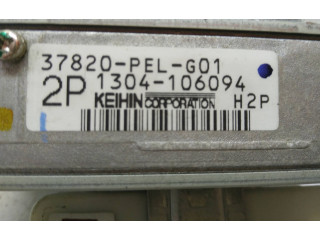 37820-PEL-G01
2P 1304-106094
KEIHIN CORPORATION H2P